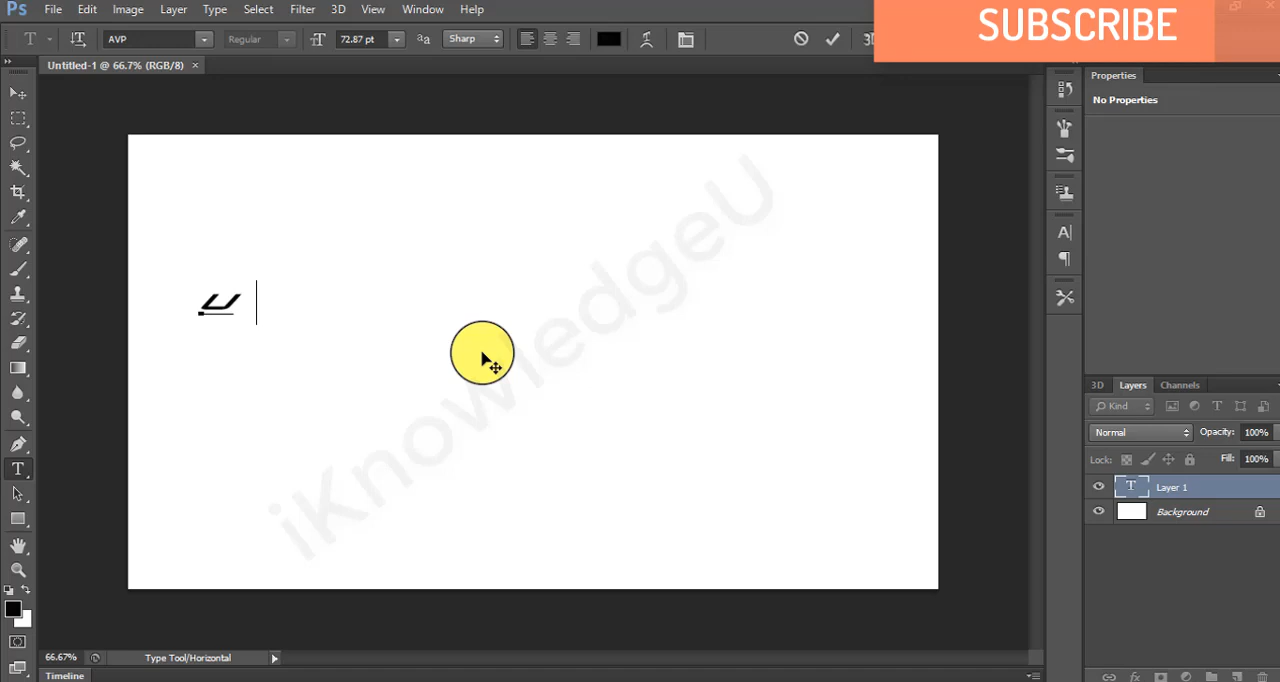 Ps File Edit Image Layer Type Select Filter 3D View Window Help
SUBSCRIBE
T AVP Regular 72.87 pt Sharp 3D
Untitled-1 @ 66.7% (RGB/8) ×
Properties
No Properties
iKnowledgeU
3D Layers Channels
Kind
Normal Opacity: 100%
Lock: Fill: 100%
T Layer 1
Background
66.67% Type Tool/Horizontal
Timeline